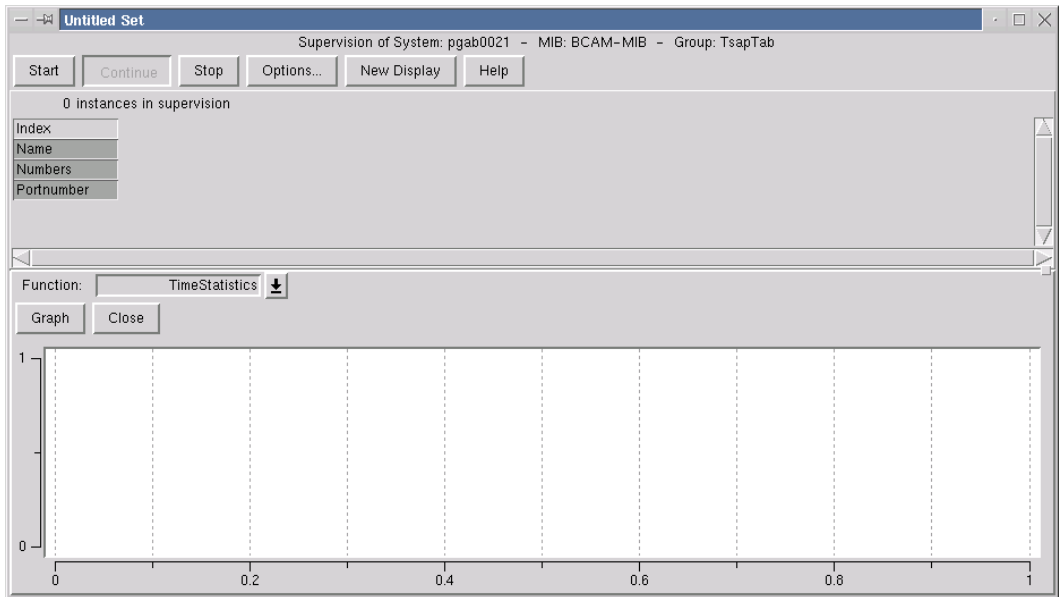 Untitled Set
Supervision of System: pgab0021 - MIB: BCAM-MIB - Group: TsapTab
Start Continue Stop Options... New Display Help
0 instances in supervision
Index
Name
Numbers
Portnumber
Function: TimeStatistics
Graph Close
1
0
0 0.2 0.4 0.6 0.8 1